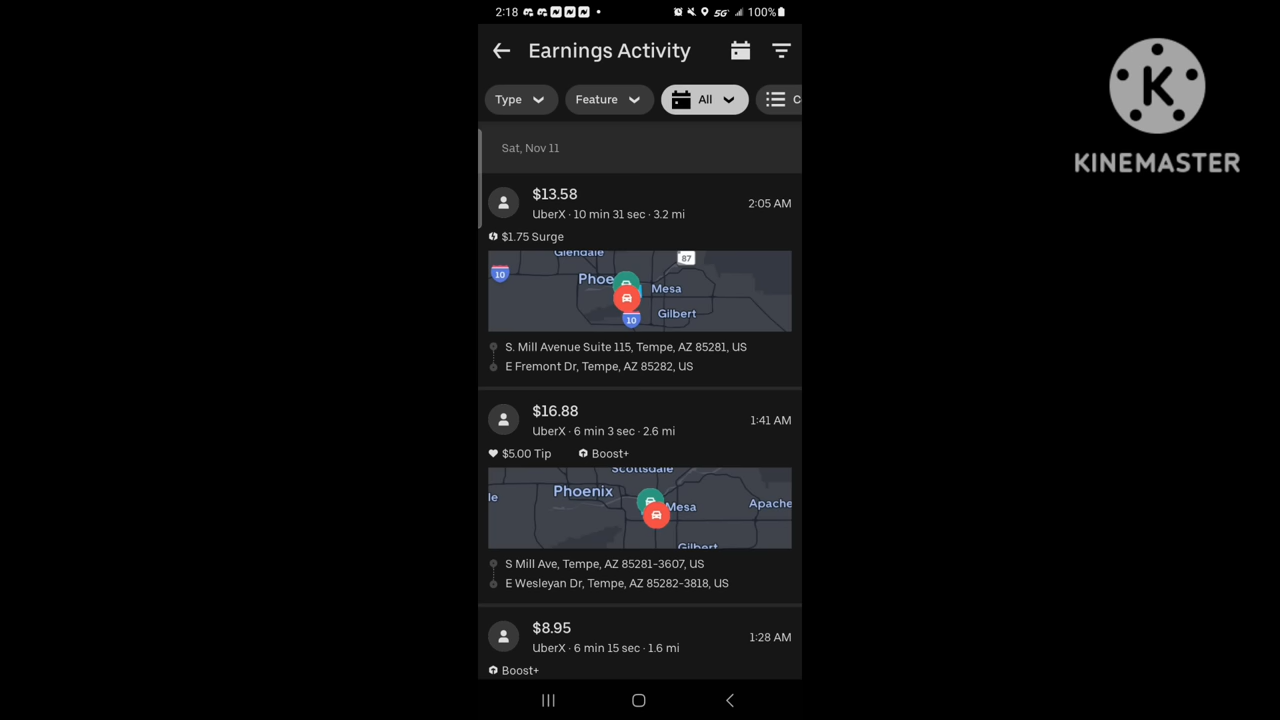 2:18
5G 100%
Earnings Activity
Type
Feature
All
C
Sat, Nov 11
$13.58
UberX · 10 min 31 sec · 3.2 mi
2:05 AM
$1.75 Surge
Glendale
87
10
Phoe
Mesa
Gilbert
10
S. Mill Avenue Suite 115, Tempe, AZ 85281, US
E Fremont Dr, Tempe, AZ 85282, US
$16.88
UberX · 6 min 3 sec · 2.6 mi
1:41 AM
$5.00 Tip
Boost+
Scottsdale
Phoenix
le
Mesa
Apache
Gilbert
S Mill Ave, Tempe, AZ 85281-3607, US
E Wesleyan Dr, Tempe, AZ 85282-3818, US
$8.95
UberX · 6 min 15 sec · 1.6 mi
1:28 AM
Boost+
K
KINEMASTER